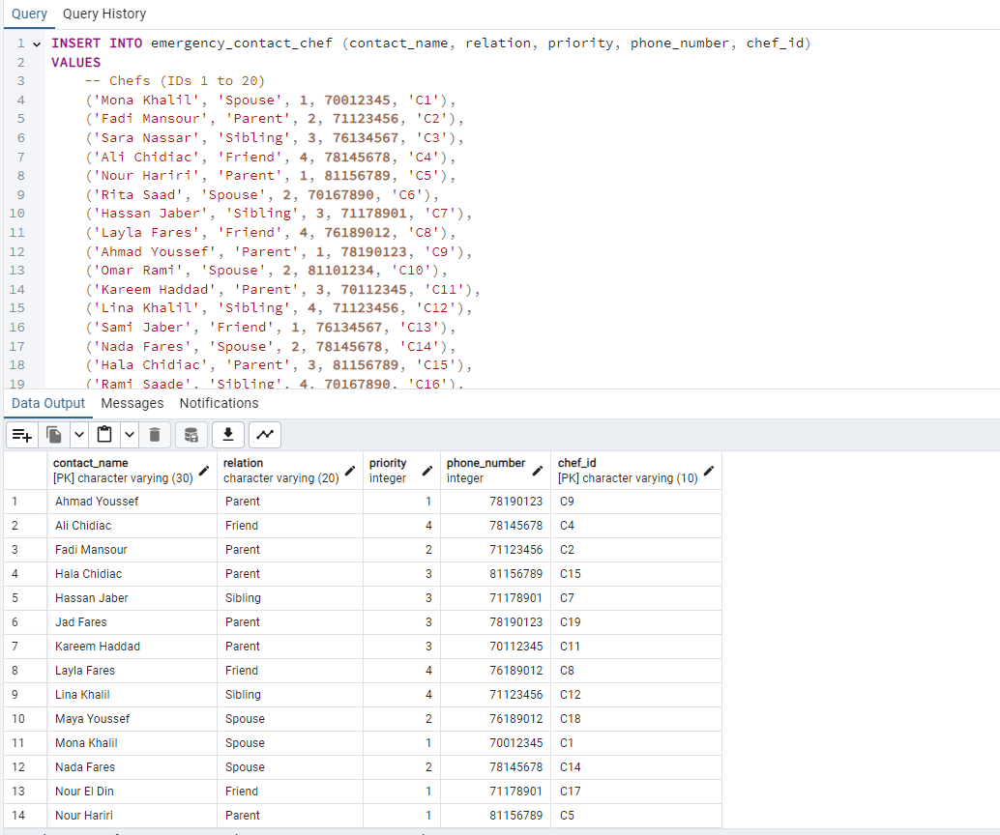 Query Query History
1 INSERT INTO emergency_contact_chef (contact_name, relation, priority, phone_number, chef_id)
2 VALUES
3 -- Chefs (IDs 1 to 20)
4 ('Mona Khalil', 'Spouse', 1, 70012345, 'C1'),
5 ('Fadi Mansour', 'Parent', 2, 71123456, 'C2'),
6 ('Sara Nassar', 'Sibling', 3, 76134567, 'C3'),
7 ('Ali Chidiac', 'Friend', 4, 78145678, 'C4'),
8 ('Nour Hariri', 'Parent', 1, 81156789, 'C5'),
9 ('Rita Saad', 'Spouse', 2, 70167890, 'C6'),
10 ('Hassan Jaber', 'Sibling', 3, 71178901, 'C7'),
11 ('Layla Fares', 'Friend', 4, 76189012, 'C8'),
12 ('Ahmad Youssef', 'Parent', 1, 78190123, 'C9'),
13 ('Omar Rami', 'Spouse', 2, 81101234, 'C10'),
14 ('Kareem Haddad', 'Parent', 3, 70112345, 'C11'),
15 ('Lina Khalil', 'Sibling', 4, 71123456, 'C12'),
16 ('Sami Jaber', 'Friend', 1, 76134567, 'C13'),
17 ('Nada Fares', 'Spouse', 2, 78145678, 'C14'),
18 ('Hala Chidiac', 'Parent', 3, 81156789, 'C15'),
19 ('Rami Saade', 'Sibling', 4, 70167890, 'C16'),
Data Output Messages Notifications
contact_name relation priority phone_number chef_id
[PK] character varying (30) character varying (20) integer integer [PK] character varying (10)
1 Ahmad Youssef Parent 1 78190123 C9
2 Ali Chidiac Friend 4 78145678 C4
3 Fadi Mansour Parent 2 71123456 C2
4 Hala Chidiac Parent 3 81156789 C15
5 Hassan Jaber Sibling 3 71178901 C7
6 Jad Fares Parent 3 78190123 C19
7 Kareem Haddad Parent 3 70112345 C11
8 Layla Fares Friend 4 76189012 C8
9 Lina Khalil Sibling 4 71123456 C12
10 Maya Youssef Spouse 2 76189012 C18
11 Mona Khalil Spouse 1 70012345 C1
12 Nada Fares Spouse 2 78145678 C14
13 Nour El Din Friend 1 71178901 C17
14 Nour Hariri Parent 1 81156789 C5